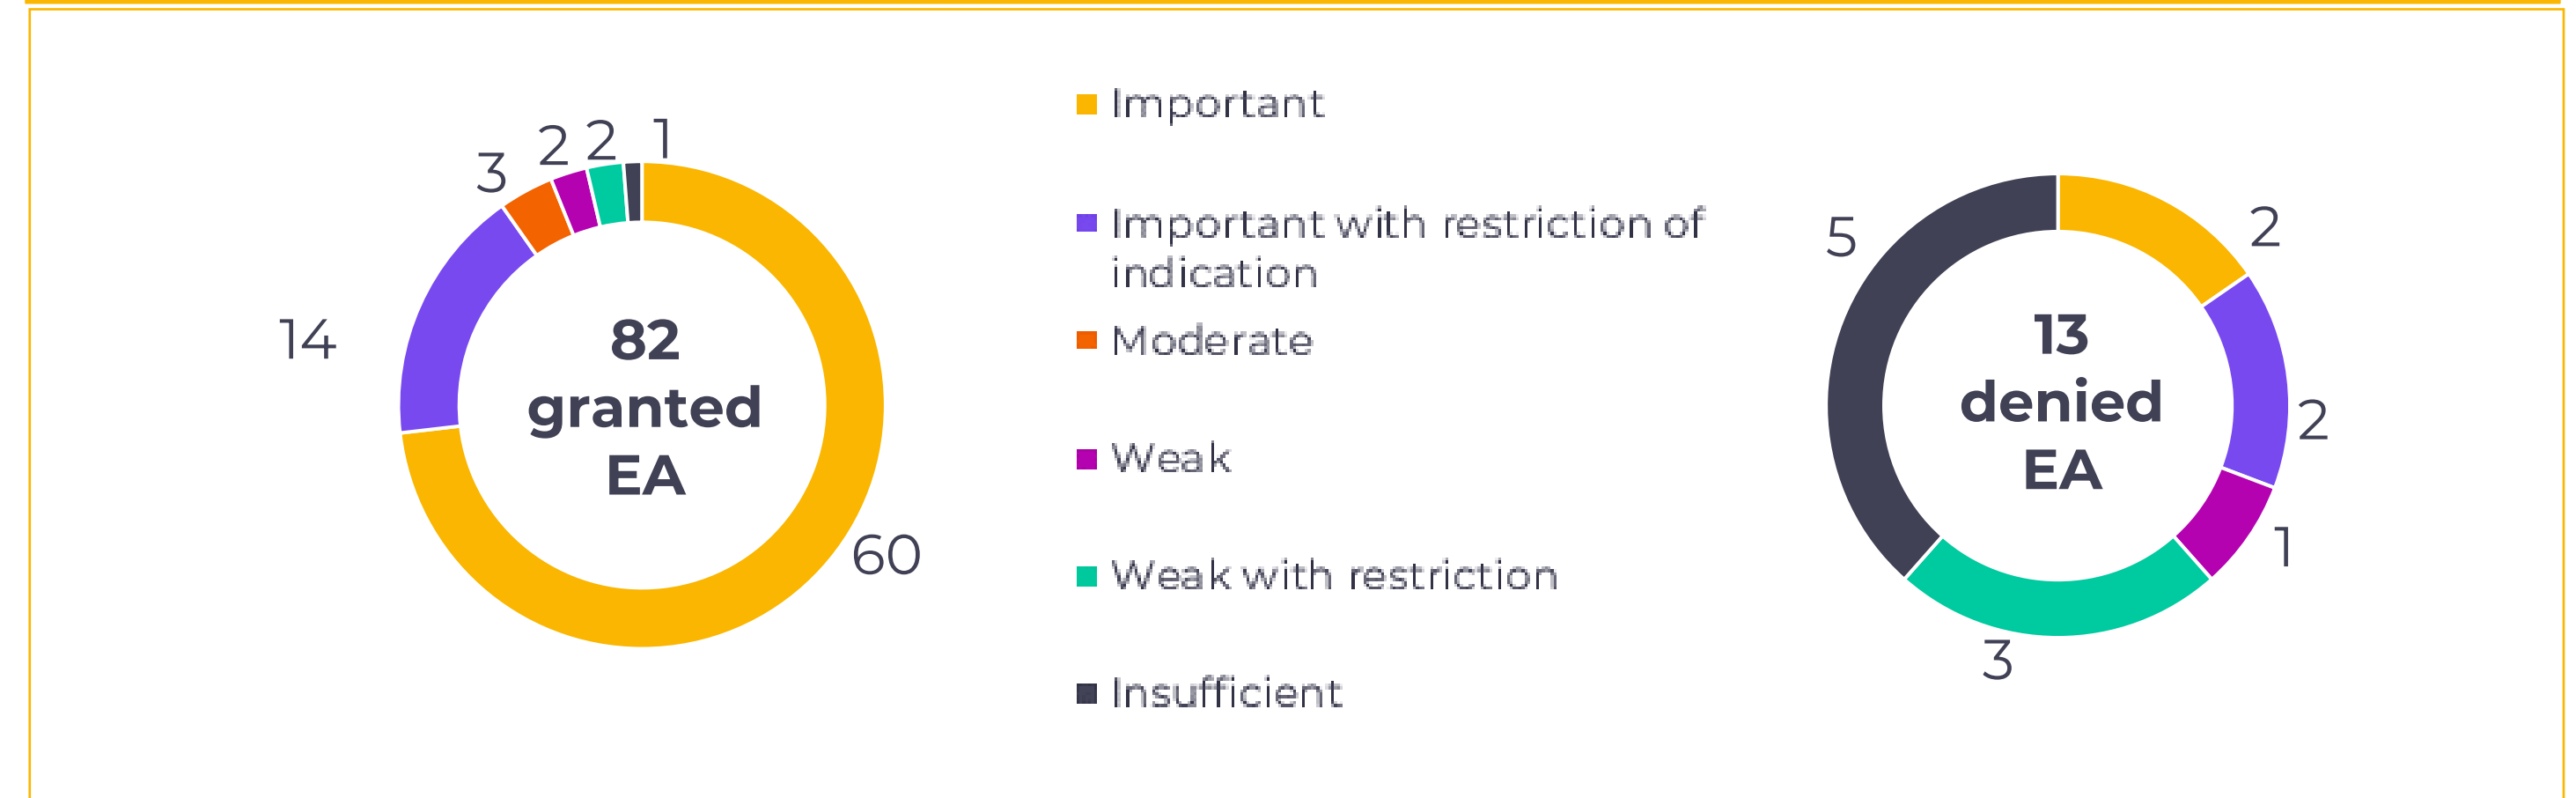 1
2
2
3
14
60
82
granted
EA
Important
Important with restriction of
indication
Moderate
Weak
Weak with restriction
Insufficient
5
2
2
1
3
13
denied
EA